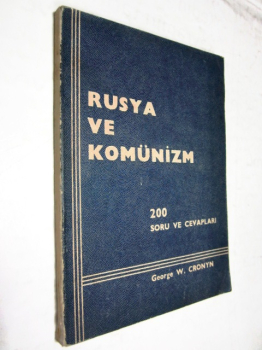 RUSYA
VE
KOMÜNİZM
200
SORU VE CEVAPLARI
George W. CRONYN